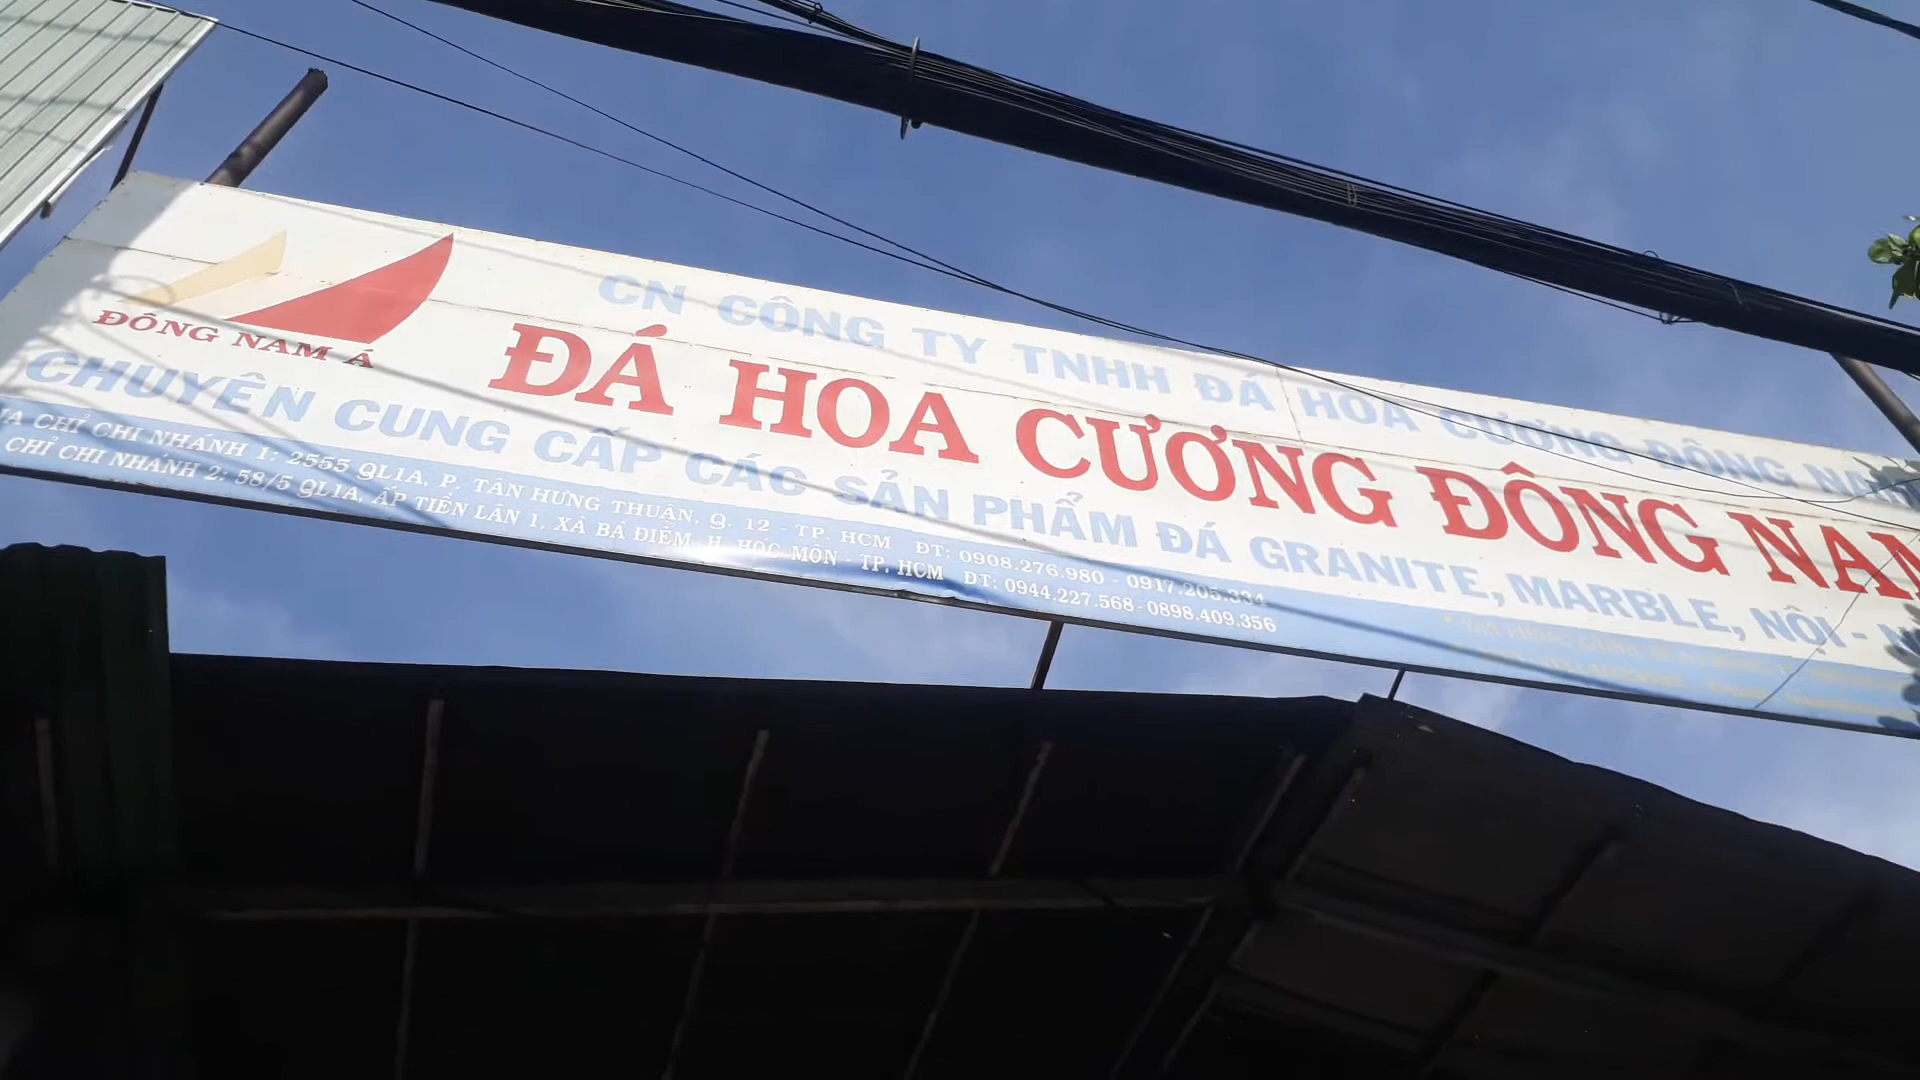 ĐÔNG NAM Á
CN CÔNG TY TNHH ĐÁ HOA CƯƠNG ĐÔNG NAM
ĐÁ HOA CƯƠNG ĐÔNG NAM
CHUYÊN CUNG CẤP CÁC SẢN PHẨM ĐÁ GRANITE, MARBLE, NỘI -
CHỈ CHI NHÁNH 1: 2555 QL1A, P. TÂN HƯNG THUẬN, Q. 12 - TP. HCM ĐT: 0908.276.980 -
CHỈ CHI NHÁNH 2: 58/5 QL1A, ẤP TIỀN LÂN 1, XÃ BÀ ĐIỂM, H. HÓC MÔN - TP. HCM ĐT: 0944.227.568 - 0898.409.356